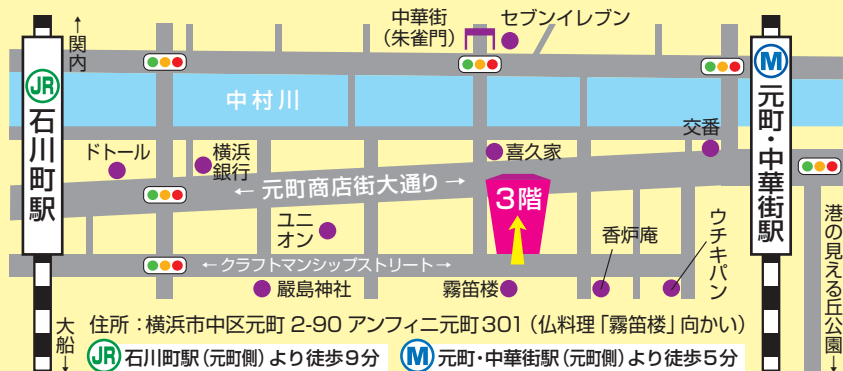 中華街
(朱雀門)
セブンイレブン
↑関内
JR 石川町駅
M 元町・中華街駅
中村川
交番
ドトール
横浜
銀行
喜久家
← 元町商店街大通り →
3階
ユニ
オン
香炉庵
ウチキパン
港の見える丘公園↓
←クラフトマンシップストリート→
嚴島神社
霧笛楼
大船↓
住所：横浜市中区元町 2-90 アンフィニ元町301（仏料理「霧笛楼」向かい）
JR 石川町駅（元町側）より徒歩9分
M 元町・中華街駅（元町側）より徒歩5分